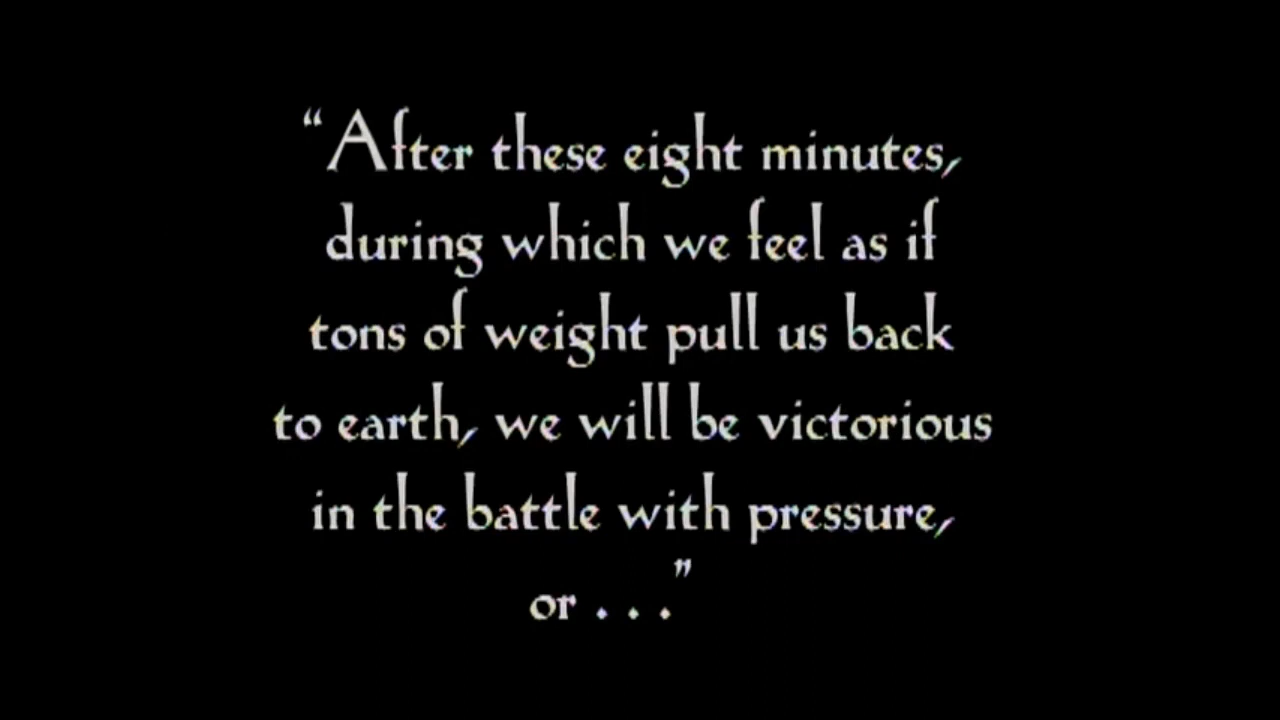 “After these eight minutes,
during which we feel as if
tons of weight pull us back
to earth, we will be victorious
in the battle with pressure,
or . . .”